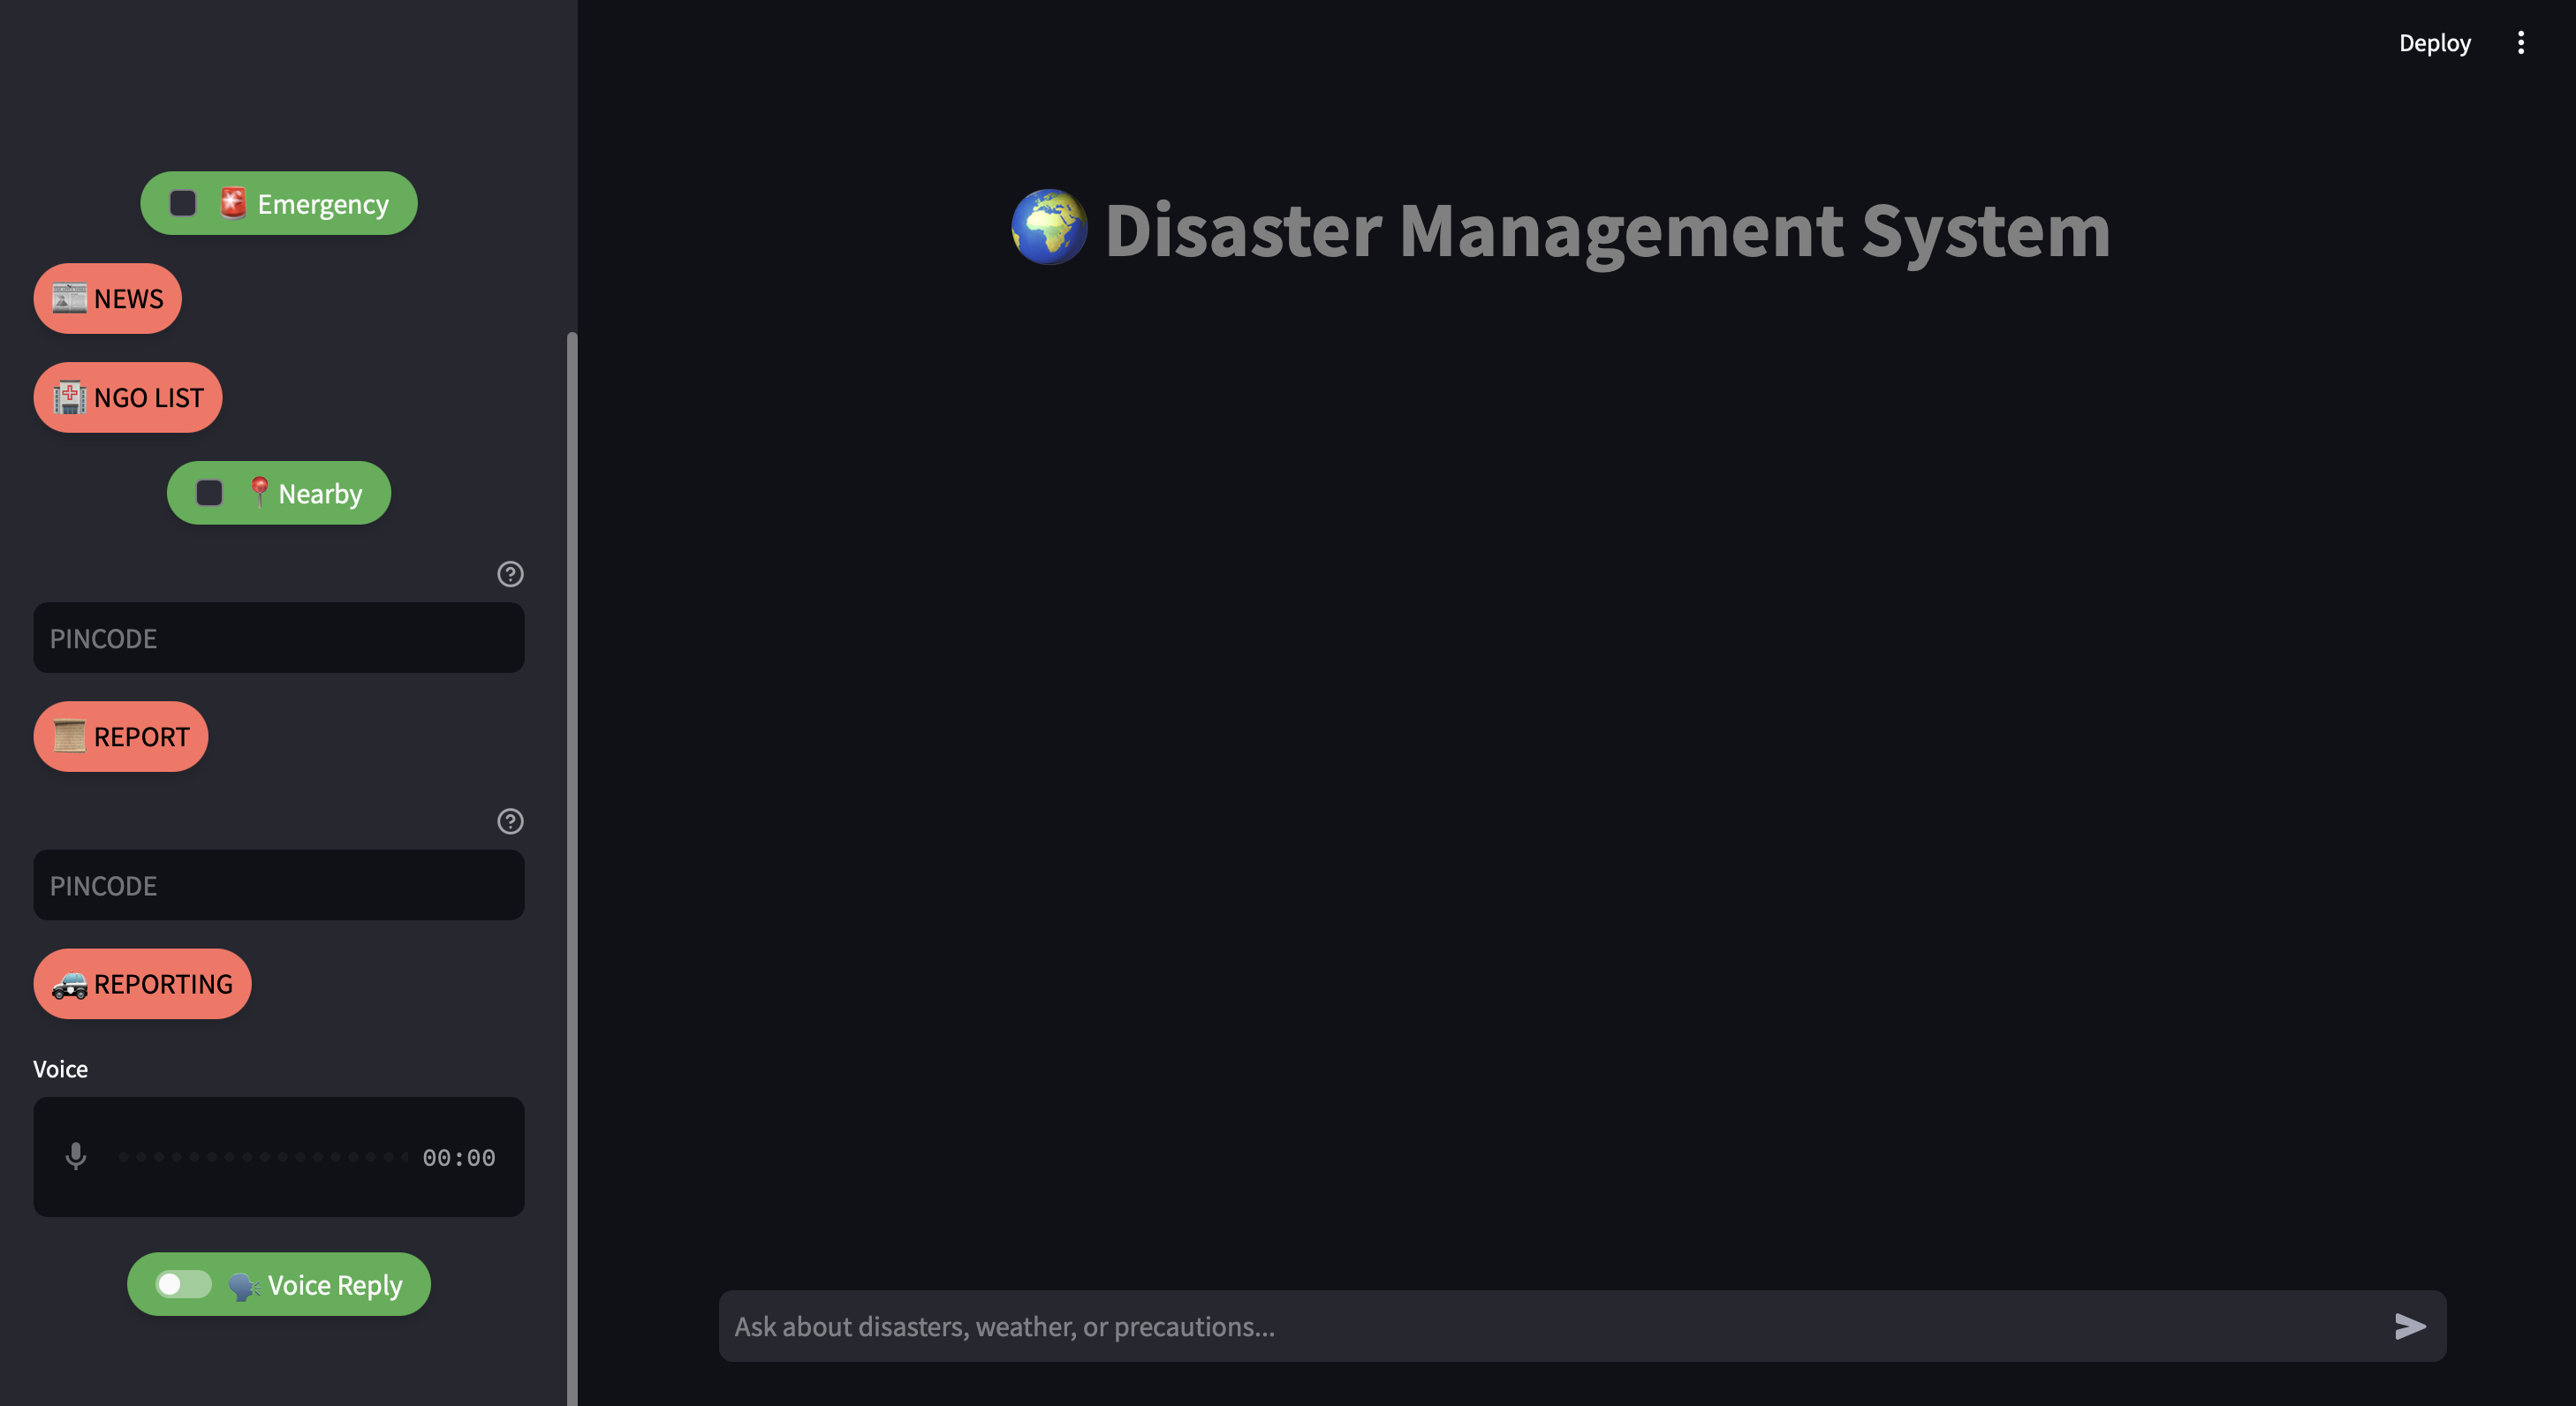 Deploy
Emergency
NEWS
NGO LIST
Nearby
PINCODE
REPORT
PINCODE
REPORTING
Voice
00:00
Voice Reply
Disaster Management System
Ask about disasters, weather, or precautions...